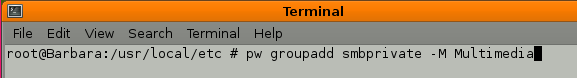 Terminal
File Edit View Search Terminal Help
root@Barbara:/usr/local/etc # pw groupadd smbprivate -M Multimedia